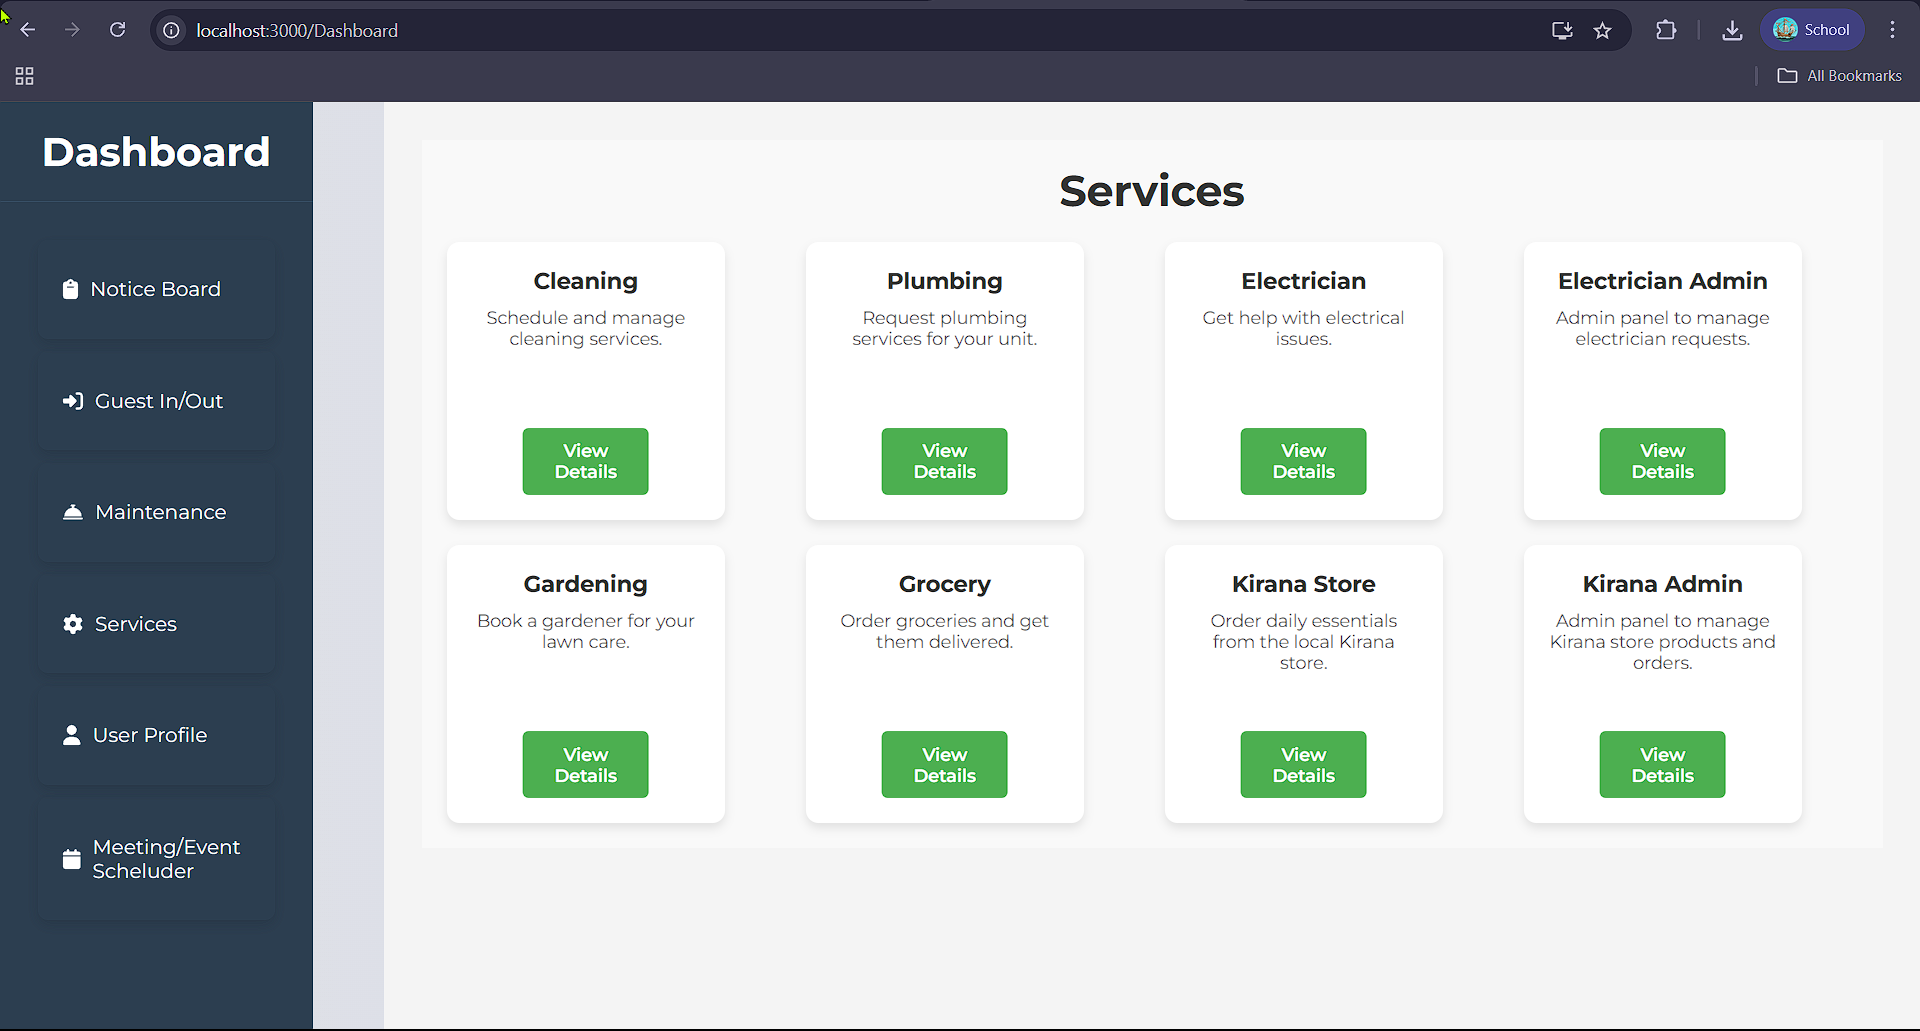 localhost:3000/Dashboard
School
All Bookmarks
Dashboard
Notice Board
Guest In/Out
Maintenance
Services
User Profile
Meeting/Event
Scheluder
Services
Cleaning
Schedule and manage
cleaning services.
View
Details
Plumbing
Request plumbing
services for your unit.
View
Details
Electrician
Get help with electrical
issues.
View
Details
Electrician Admin
Admin panel to manage
electrician requests.
View
Details
Gardening
Book a gardener for your
lawn care.
View
Details
Grocery
Order groceries and get
them delivered.
View
Details
Kirana Store
Order daily essentials
from the local Kirana
store.
View
Details
Kirana Admin
Admin panel to manage
Kirana store products and
orders.
View
Details